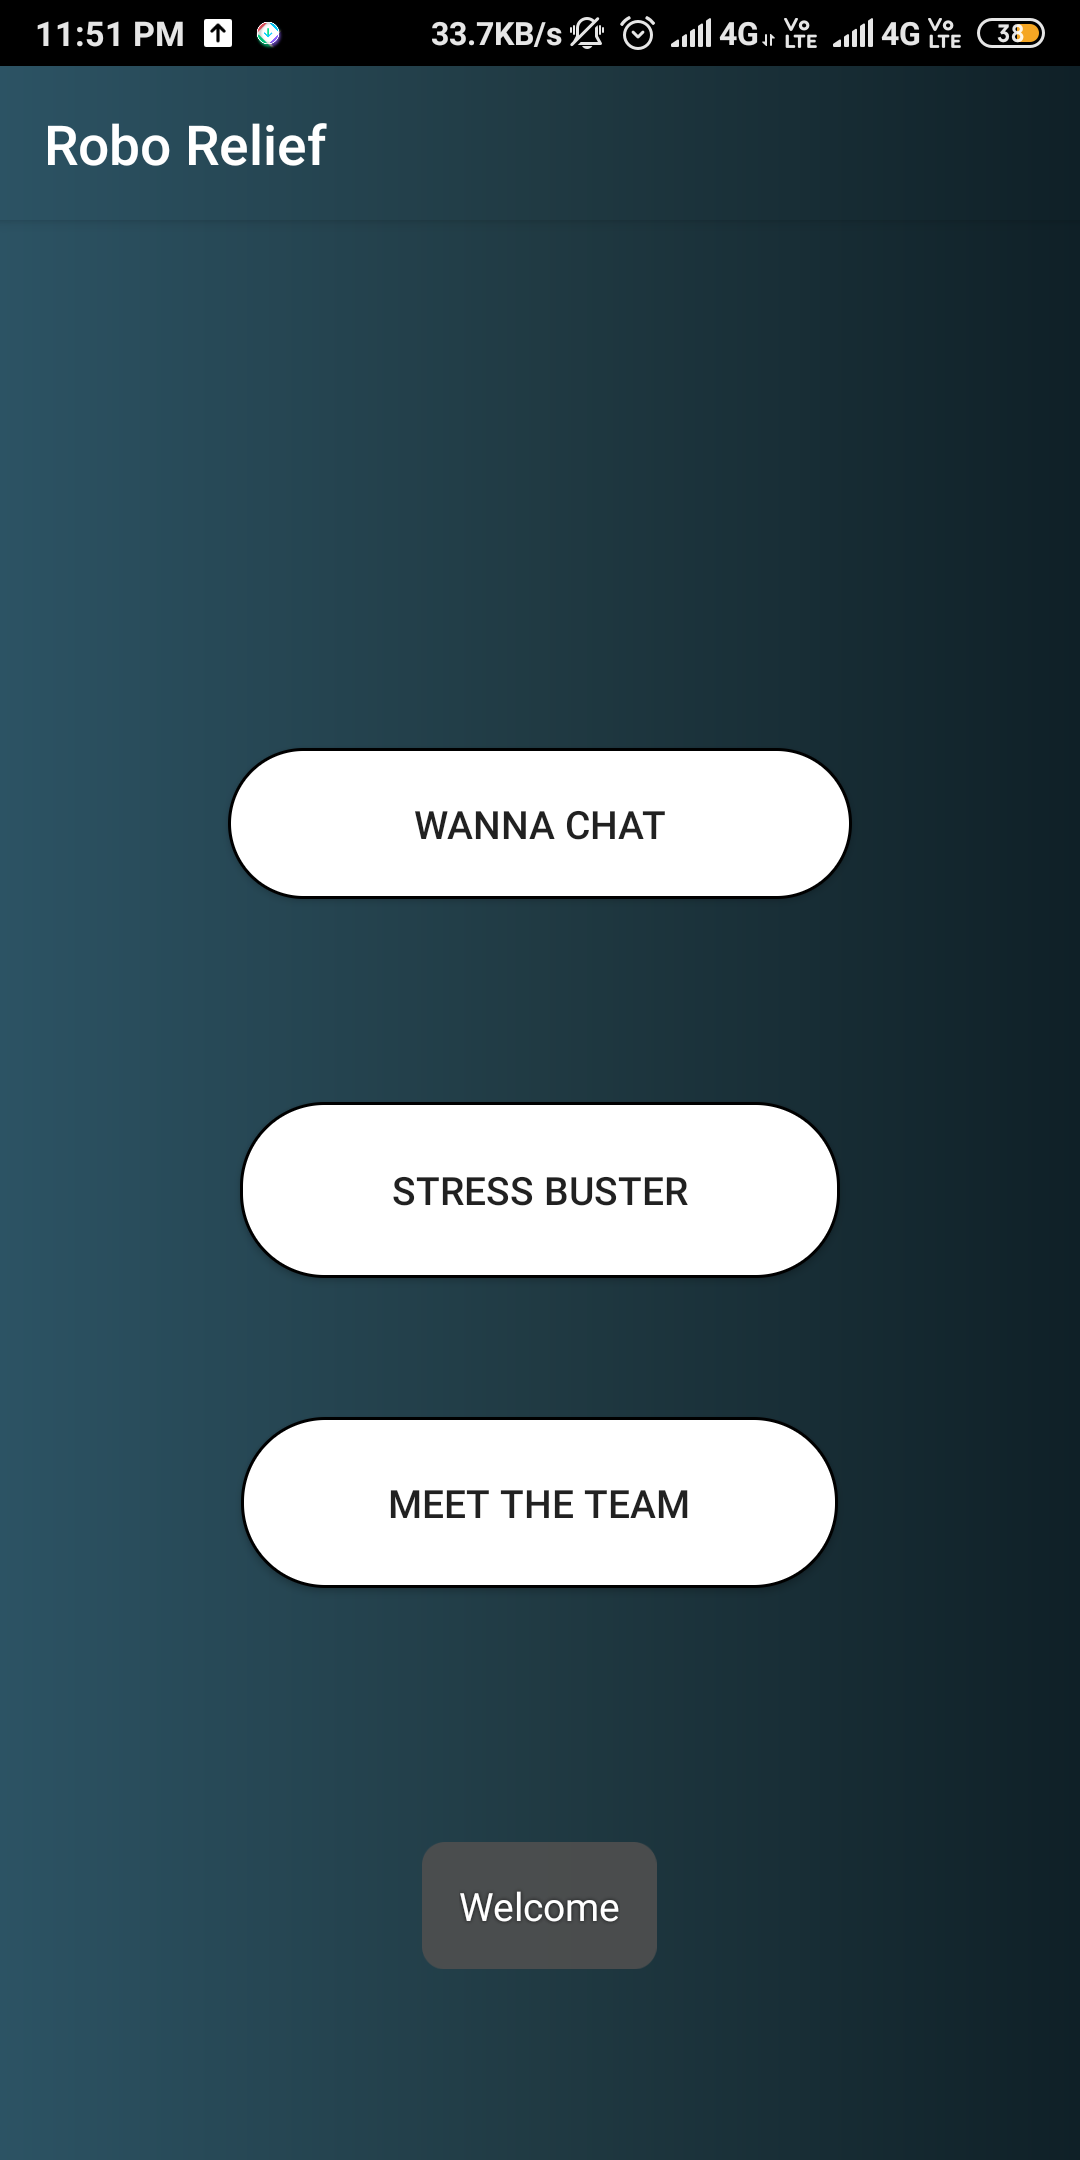 11:51 PM 33.7KB/s 4G Vo LTE 4G Vo LTE 38
Robo Relief
WANNA CHAT
STRESS BUSTER
MEET THE TEAM
Welcome